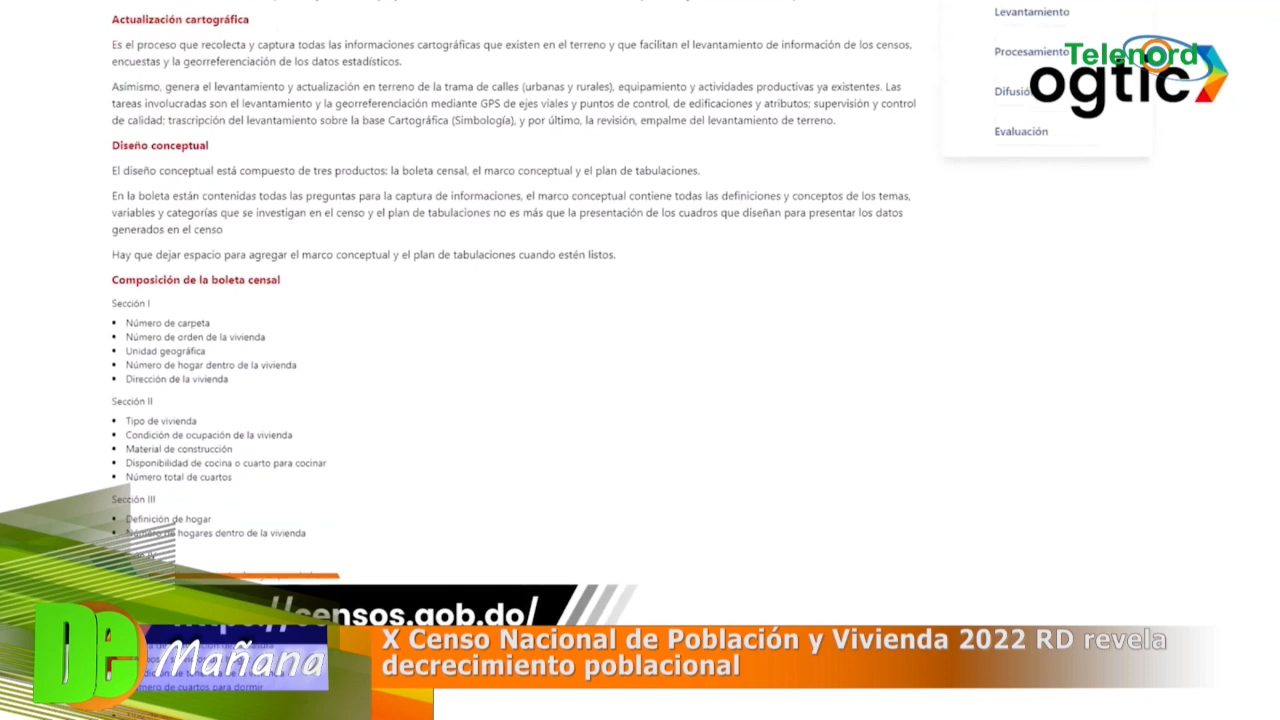 Actualización cartográfica
Es el proceso que recolecta y captura todas las informaciones cartográficas que existen en el terreno y que facilitan el levantamiento de información de los censos,
encuestas y la georreferenciación de los datos estadísticos.
Asimismo, genera el levantamiento y actualización en terreno de la trama de calles (urbanas y rurales), equipamiento y actividades productivas ya existentes. Las
tareas involucradas son el levantamiento y la georreferenciación mediante GPS de ejes viales y puntos de control, de edificaciones y atributos; supervisión y control
de calidad; trascripción del levantamiento sobre la base Cartográfica (Simbología), y por último, la revisión, empalme del levantamiento de terreno.
Diseño conceptual
El diseño conceptual está compuesto de tres productos: la boleta censal, el marco conceptual y el plan de tabulaciones.
En la boleta están contenidas todas las preguntas para la captura de informaciones, el marco conceptual contiene todas las definiciones y conceptos de los temas,
variables y categorías que se investigan en el censo y el plan de tabulaciones no es más que la presentación de los cuadros que diseñan para presentar los datos
generados en el censo
Hay que dejar espacio para agregar el marco conceptual y el plan de tabulaciones cuando estén listos.
Composición de la boleta censal
Sección I
• Número de carpeta
• Número de orden de la vivienda
• Unidad geográfica
• Número de hogar dentro de la vivienda
• Dirección de la vivienda
Sección II
• Tipo de vivienda
• Condición de ocupación de la vivienda
• Material de construcción
• Disponibilidad de cocina o cuarto para cocinar
• Número total de cuartos
Sección III
• Definición de hogar
• Número de hogares dentro de la vivienda
Levantamiento
Procesamiento
Difusión
Evaluación
Telenord
ogtic
//censos.gob.do/
De
Mañana
X Censo Nacional de Población y Vivienda 2022 RD revela
decrecimiento poblacional
número de cuartos para dormir